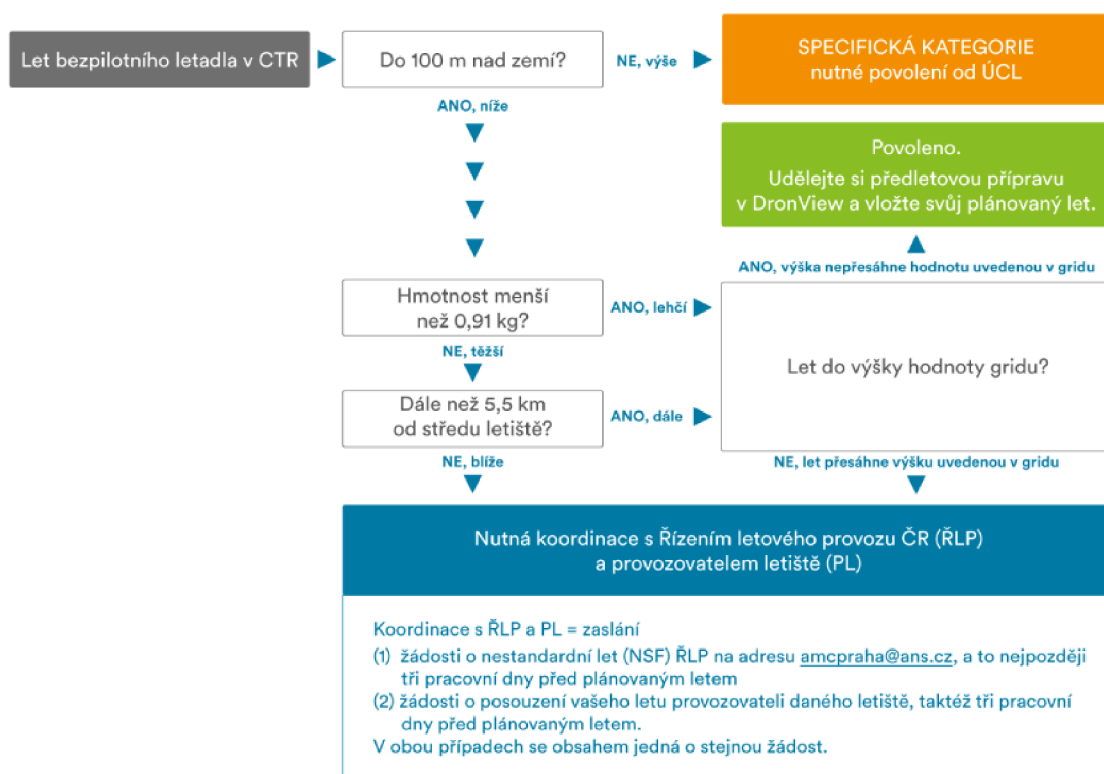 Let bezpilotního letadla v CTR
Do 100 m nad zemí?
NE, výše
SPECIFICKÁ KATEGORIE
nutné povolení od ÚCL
ANO, níže
Povoleno.
Udělejte si předletovou přípravu
v DronView a vložte svůj plánovaný let.
ANO, výška nepřesáhne hodnotu uvedenou v gridu
Hmotnost menší
než 0,91 kg?
ANO, lehčí
NE, těžší
Let do výšky hodnoty gridu?
Dále než 5,5 km
od středu letiště?
ANO, dále
NE, blíže
NE, let přesáhne výšku uvedenou v gridu
Nutná koordinace s Řízením letového provozu ČR (ŘLP)
a provozovatelem letiště (PL)
Koordinace s ŘLP a PL = zaslání
(1) žádosti o nestandardní let (NSF) ŘLP na adresu amcpraha@ans.cz, a to nejpozději
tři pracovní dny před plánovaným letem
(2) žádosti o posouzení vašeho letu provozovateli daného letiště, taktéž tři pracovní
dny před plánovaným letem.
V obou případech se obsahem jedná o stejnou žádost.